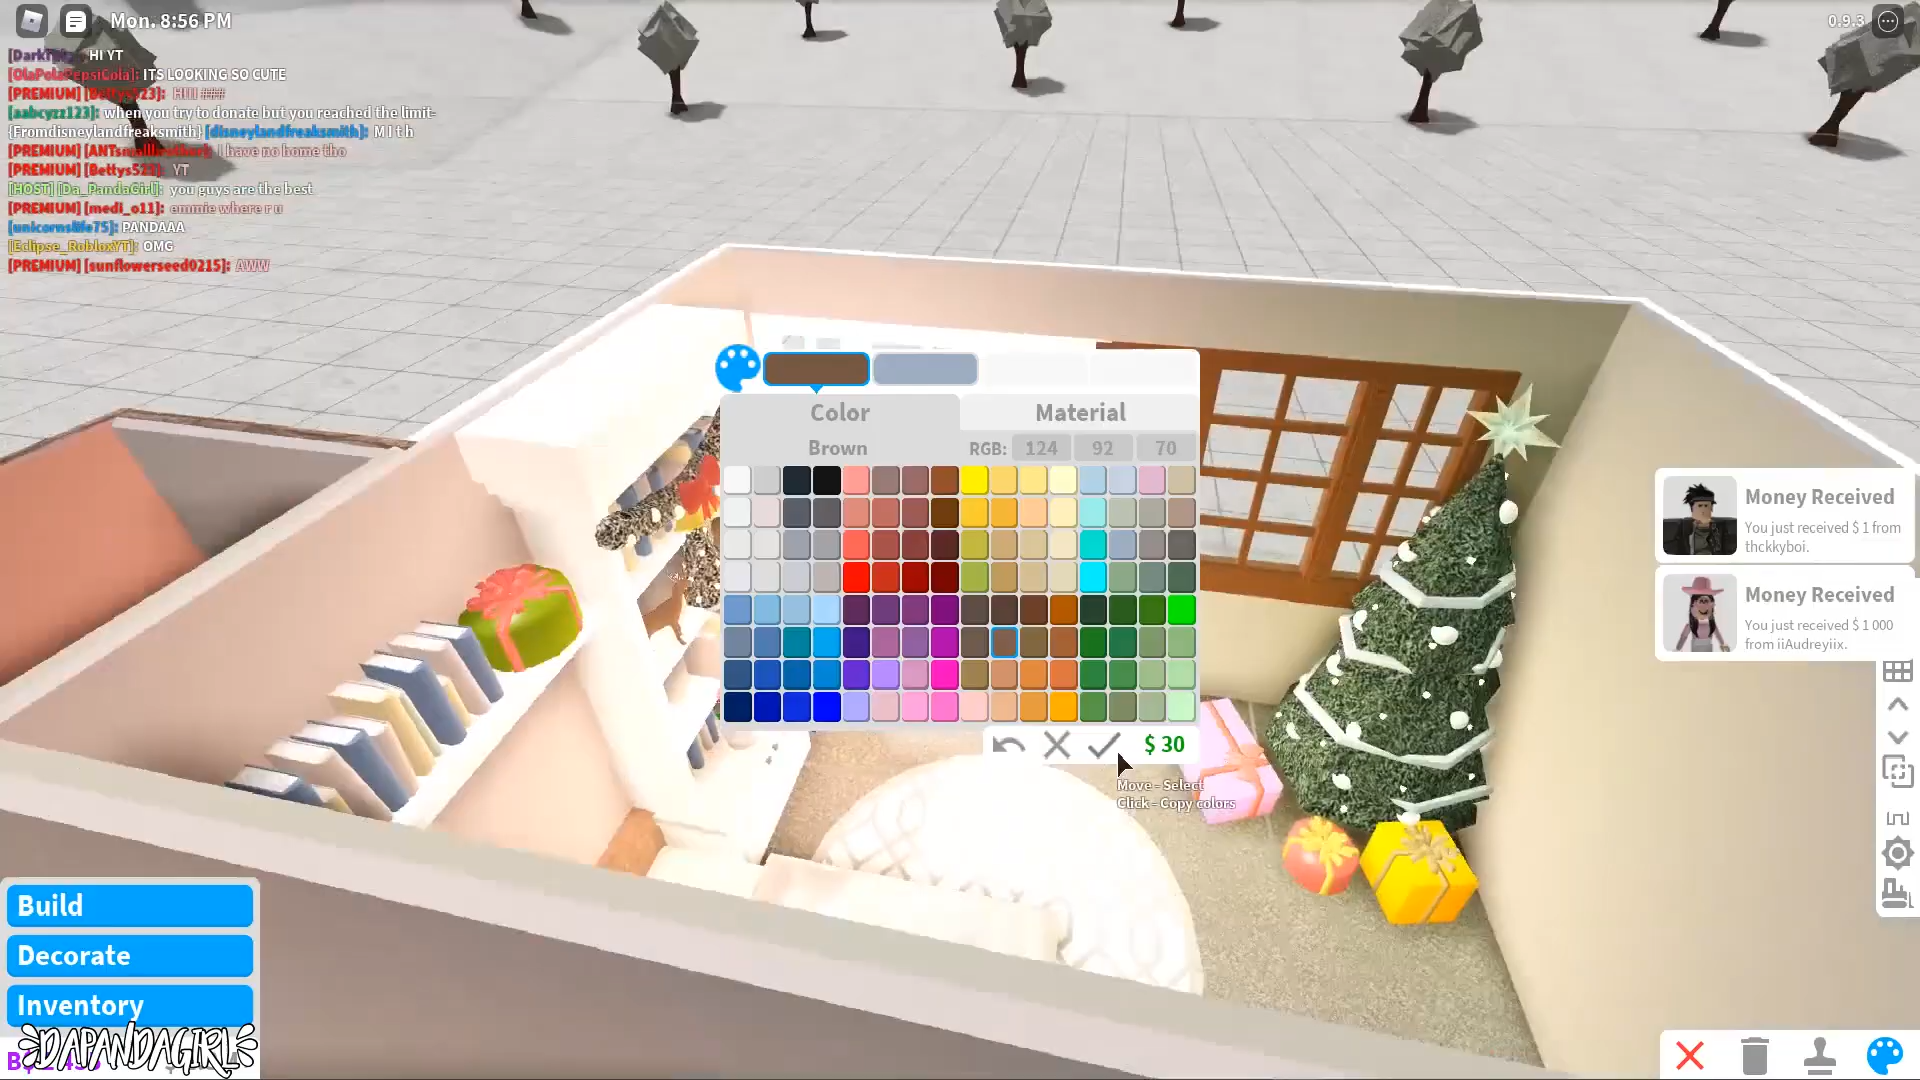 Mon. 8:56 PM
0.9.3
HI YT
[OlaPolaPepsiCola]: ITS LOOKING SO CUTE
[PREMIUM] [Bettys523]: HIII ###
[aabcyzz123]: when you try to donate but you reached the limit-
{Fromdisneylandfreaksmith} [disneylandfreaksmith]: M I t h
[PREMIUM] I have no home tho
[PREMIUM] [Bettys523]: YT
[HOST] [Da_PandaGirl]: you guys are the best
[PREMIUM] [medi_o11]: emmie where r u
[unicornslife75]: PANDAAA
[Eclipse_RobloxYT]: OMG
[PREMIUM] [sunflowerseed0215]: AWW
Color
Material
Brown
RGB: 124 92 70
$ 30
Move - Select
Click - Copy colors
Money Received
You just received $ 1 from
thckkyboi.
Money Received
You just received $ 1 000
from iiAudreyiix.
Build
Decorate
Inventory
DAPANDAGIRL